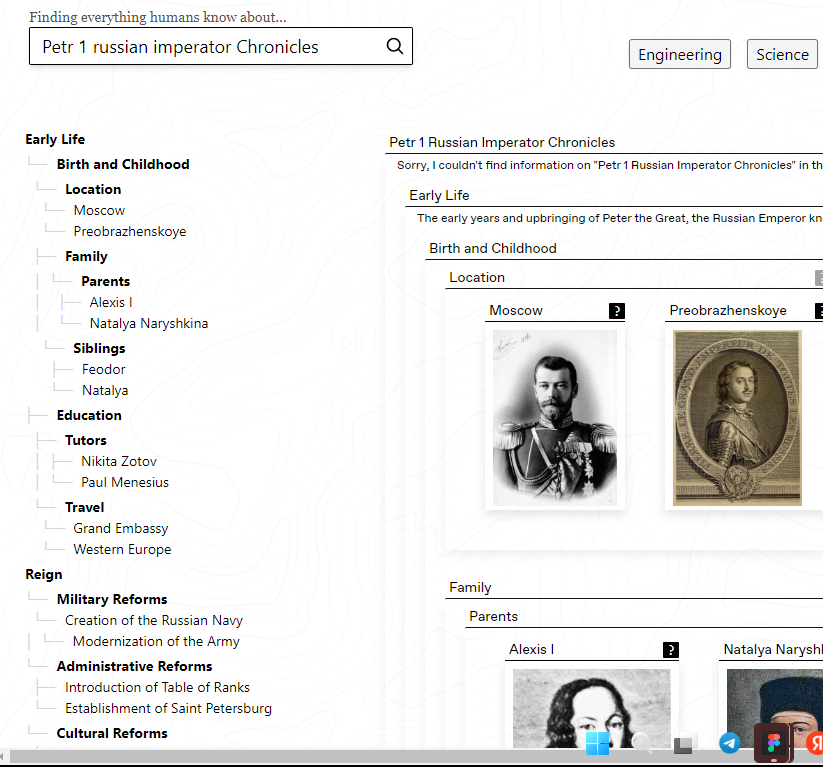 Finding everything humans know about...
Petr 1 russian imperator Chronicles
Engineering
Science
Early Life
Birth and Childhood
Location
Moscow
Preobrazhenskoye
Family
Parents
Alexis I
Natalya Naryshkina
Siblings
Feodor
Natalya
Education
Tutors
Nikita Zotov
Paul Menesius
Travel
Grand Embassy
Western Europe
Reign
Military Reforms
Creation of the Russian Navy
Modernization of the Army
Administrative Reforms
Introduction of Table of Ranks
Establishment of Saint Petersburg
Cultural Reforms
Petr 1 Russian Imperator Chronicles
Sorry, I couldn't find information on "Petr 1 Russian Imperator Chronicles" in th
Early Life
The early years and upbringing of Peter the Great, the Russian Emperor kn
Birth and Childhood
Location
?
Moscow ?
Preobrazhenskoye ?
Family
Parents
Alexis I ?
Natalya Narysh
Я